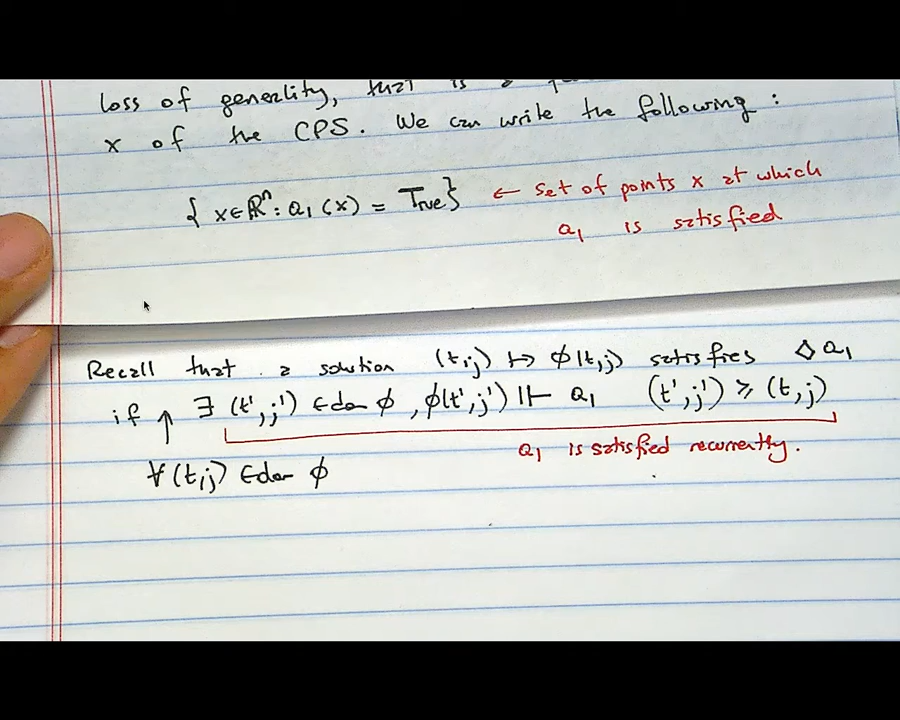 loss of generality, that is a
x of the CPS. We can write the following :
{ x∈ℝⁿ : a₁(x) = True } ← set of points x at which
a₁ is satisfied
Recall that a solution (t,j) ↦ ϕ(t,j) satisfies ◇a₁
if ↑ ∃ (t',j') ∈ dom ϕ , ϕ(t',j') ⊩ a₁ (t',j') ≥ (t,j)
a₁ is satisfied recurrently.
∀(t,j) ∈ dom ϕ